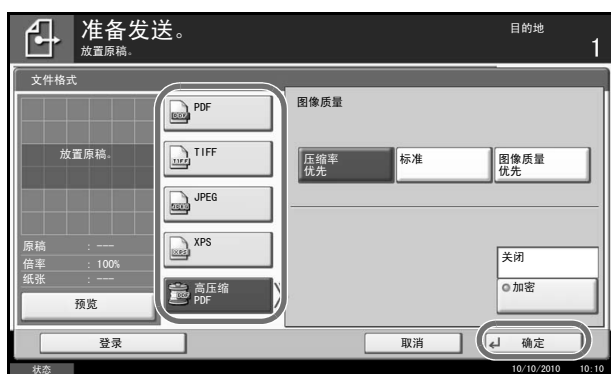 准备发送。
放置原稿。
目的地
1
文件格式
放置原稿。
原稿 : ---
倍率 : 100%
纸张 : ---
预览
PDF
TIFF
JPEG
XPS
高压缩
PDF
图像质量
压缩率
优先
标准
图像质量
优先
关闭
加密
登录
取消
确定
状态
10/10/2010 10:10